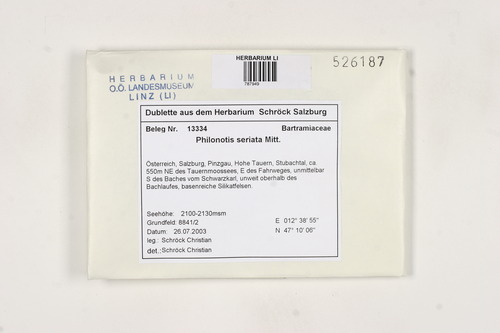 HERBARIUM LI
787949
526187
HERBARIUM
O.Ö. LANDESMUSEUM
LINZ (LI)
Dublette aus dem Herbarium Schröck Salzburg
Beleg Nr. 13334 Bartramiaceae
Philonotis seriata Mitt.
Österreich, Salzburg, Pinzgau, Hohe Tauern, Stubachtal, ca.
550m NE des Tauernmoossees, E des Fahrweges, unmittelbar
S des Baches vom Schwarzkarl, unweit oberhalb des
Bachlaufes, basenreiche Silikatfelsen.
Seehöhe: 2100-2130msm
Grundfeld: 8841/2 E 012° 38' 55''
Datum: 26.07.2003 N 47° 10' 06''
leg.: Schröck Christian
det.: Schröck Christian